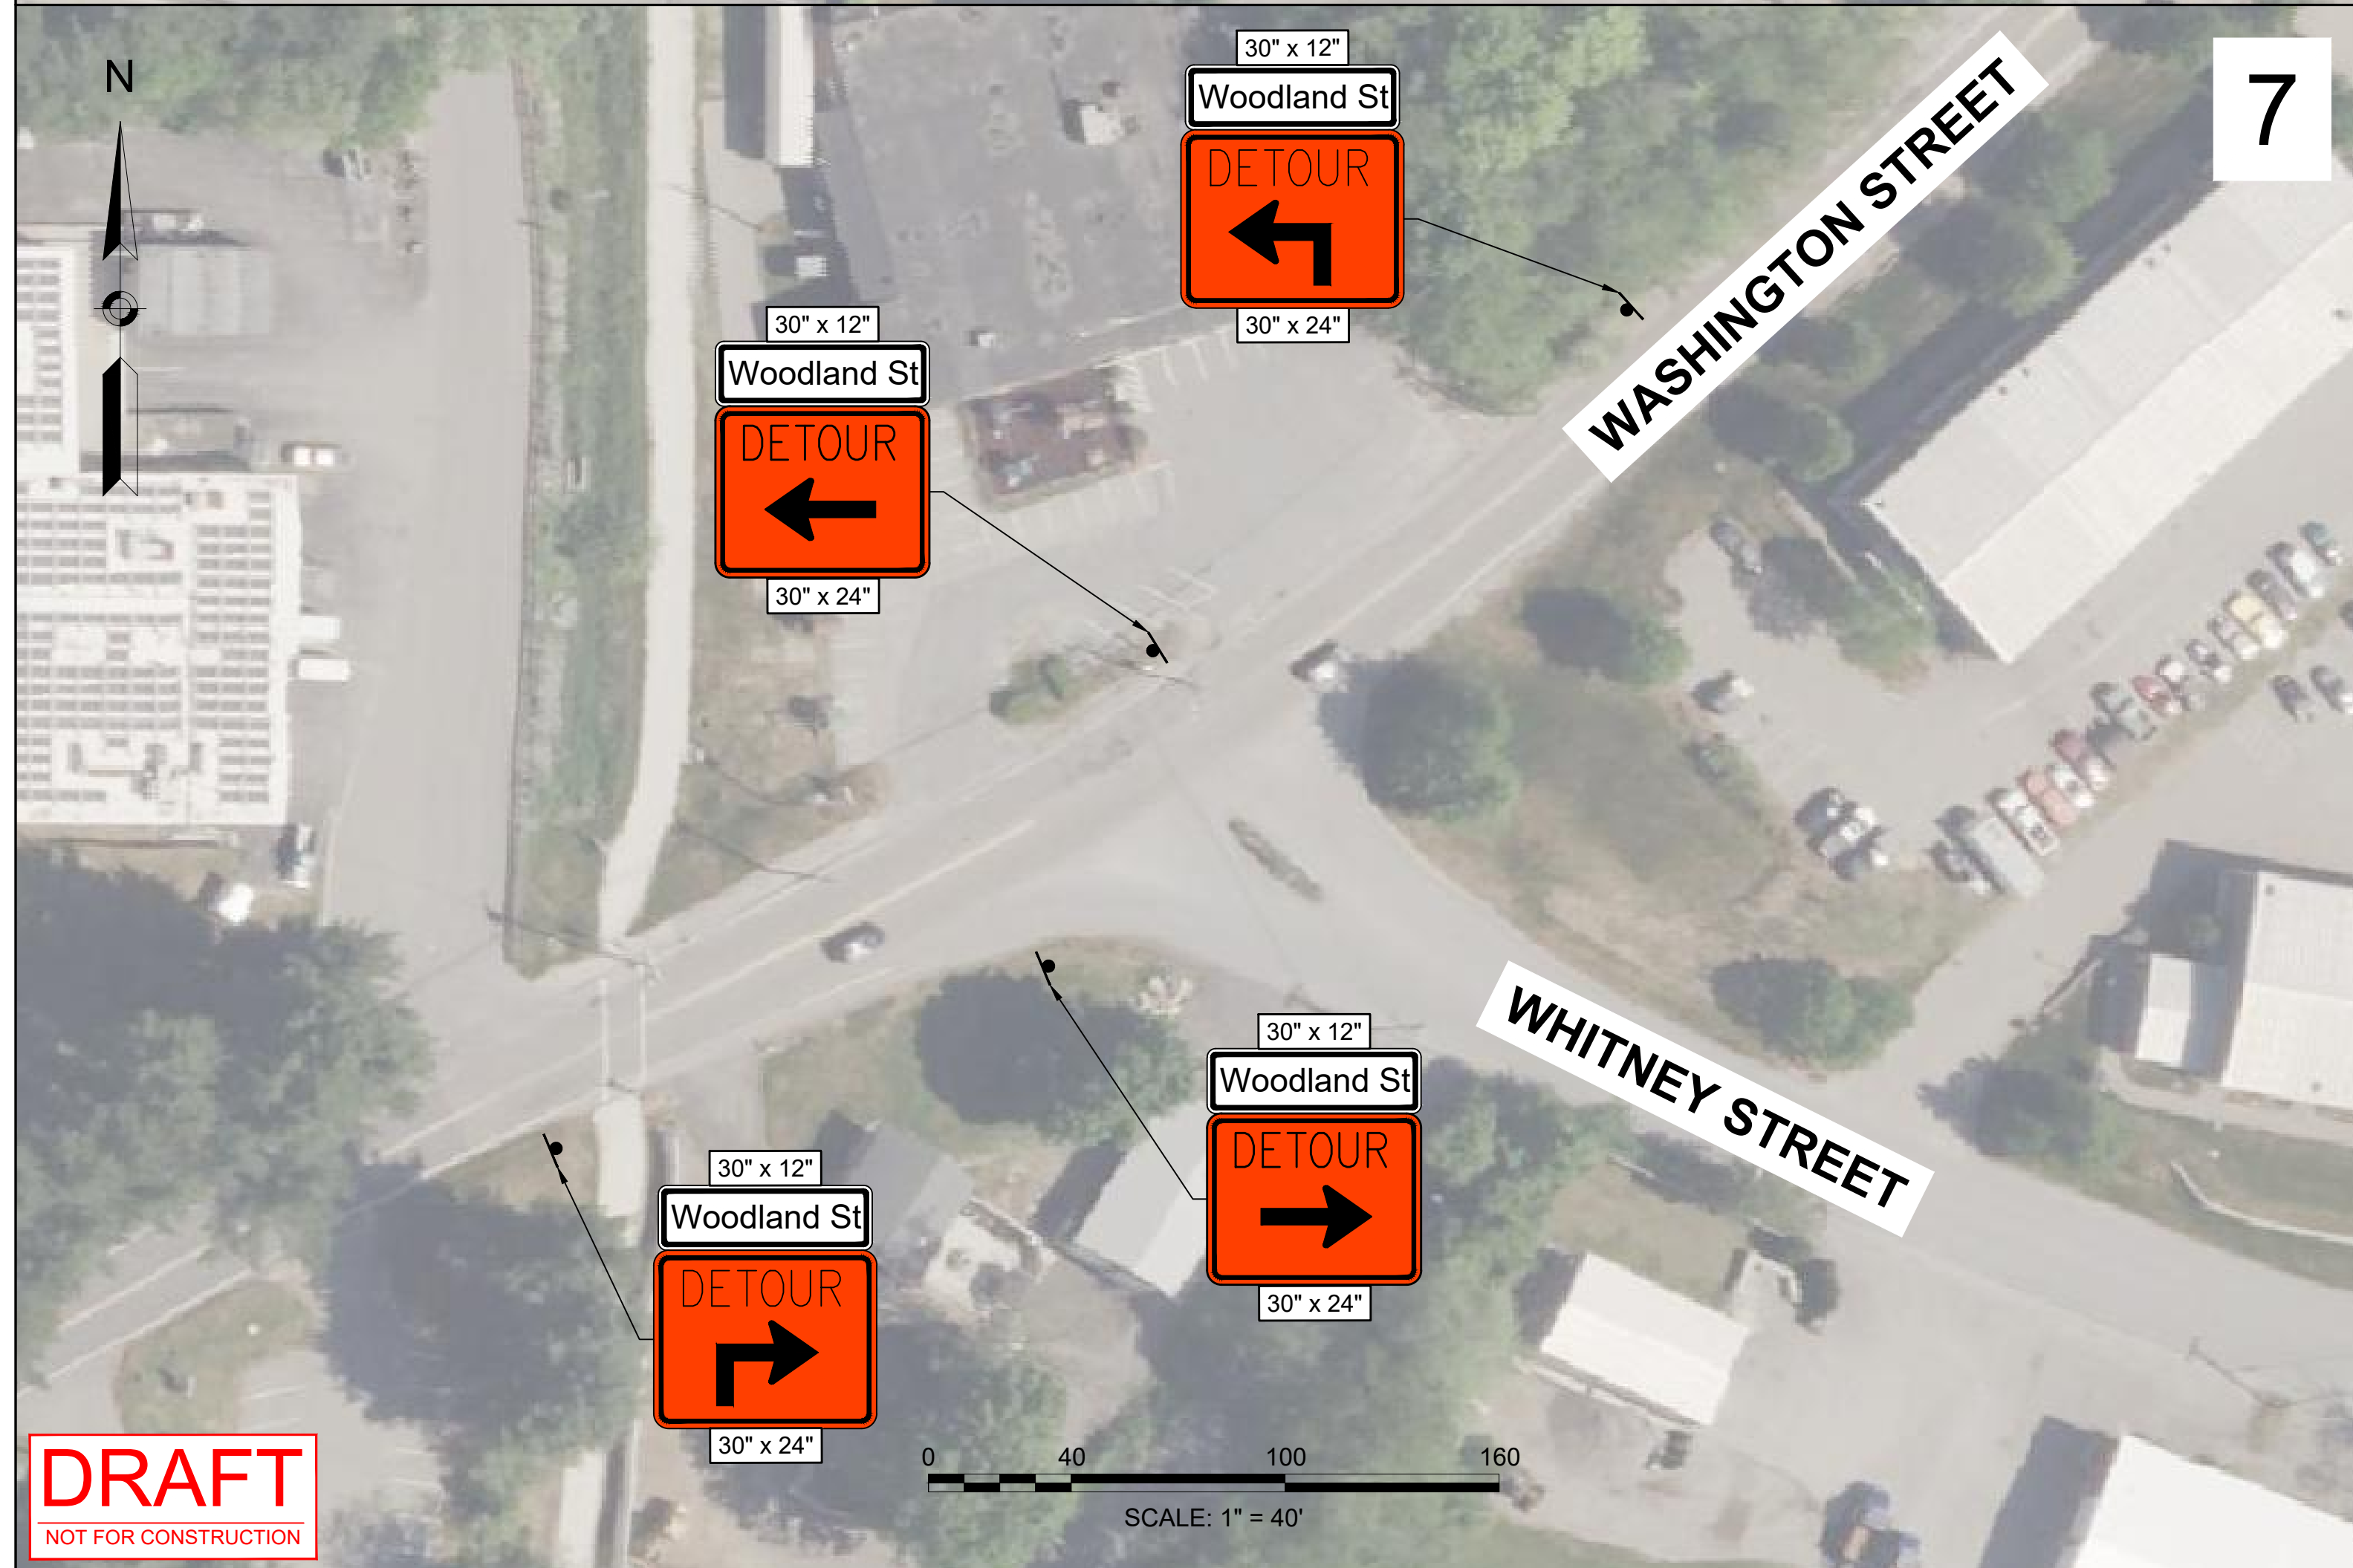 N
7
30" x 12"
Woodland St
DETOUR
30" x 24"
WASHINGTON STREET
30" x 12"
Woodland St
DETOUR
30" x 24"
WHITNEY STREET
30" x 12"
Woodland St
DETOUR
30" x 24"
30" x 12"
Woodland St
DETOUR
30" x 24"
0 40 100 160
SCALE: 1" = 40'
DRAFT
NOT FOR CONSTRUCTION